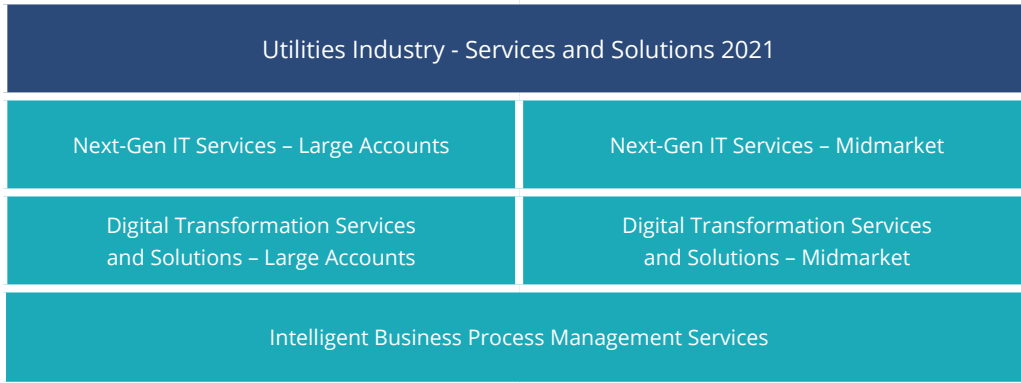 Utilities Industry - Services and Solutions 2021
Next-Gen IT Services – Large Accounts
Next-Gen IT Services – Midmarket
Digital Transformation Services
and Solutions – Large Accounts
Digital Transformation Services
and Solutions – Midmarket
Intelligent Business Process Management Services